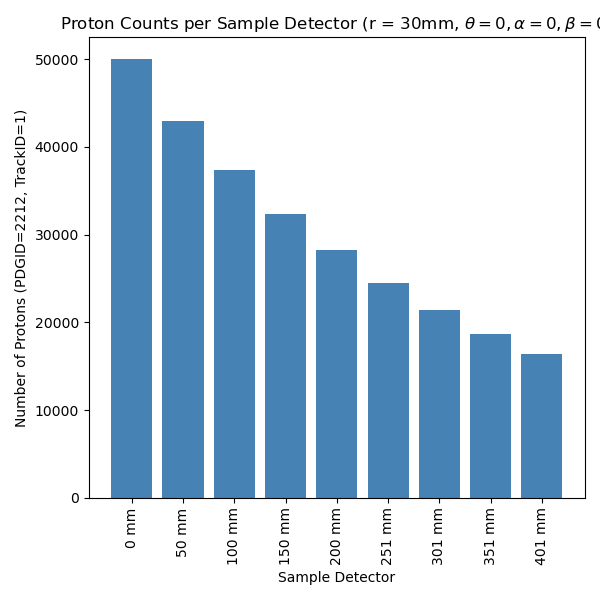 Proton Counts per Sample Detector (r = 30mm, θ = 0, α = 0, β = 0
Number of Protons (PDGID=2212, TrackID=1)
50000
40000
30000
20000
10000
0
0 mm
50 mm
100 mm
150 mm
200 mm
251 mm
301 mm
351 mm
401 mm
Sample Detector